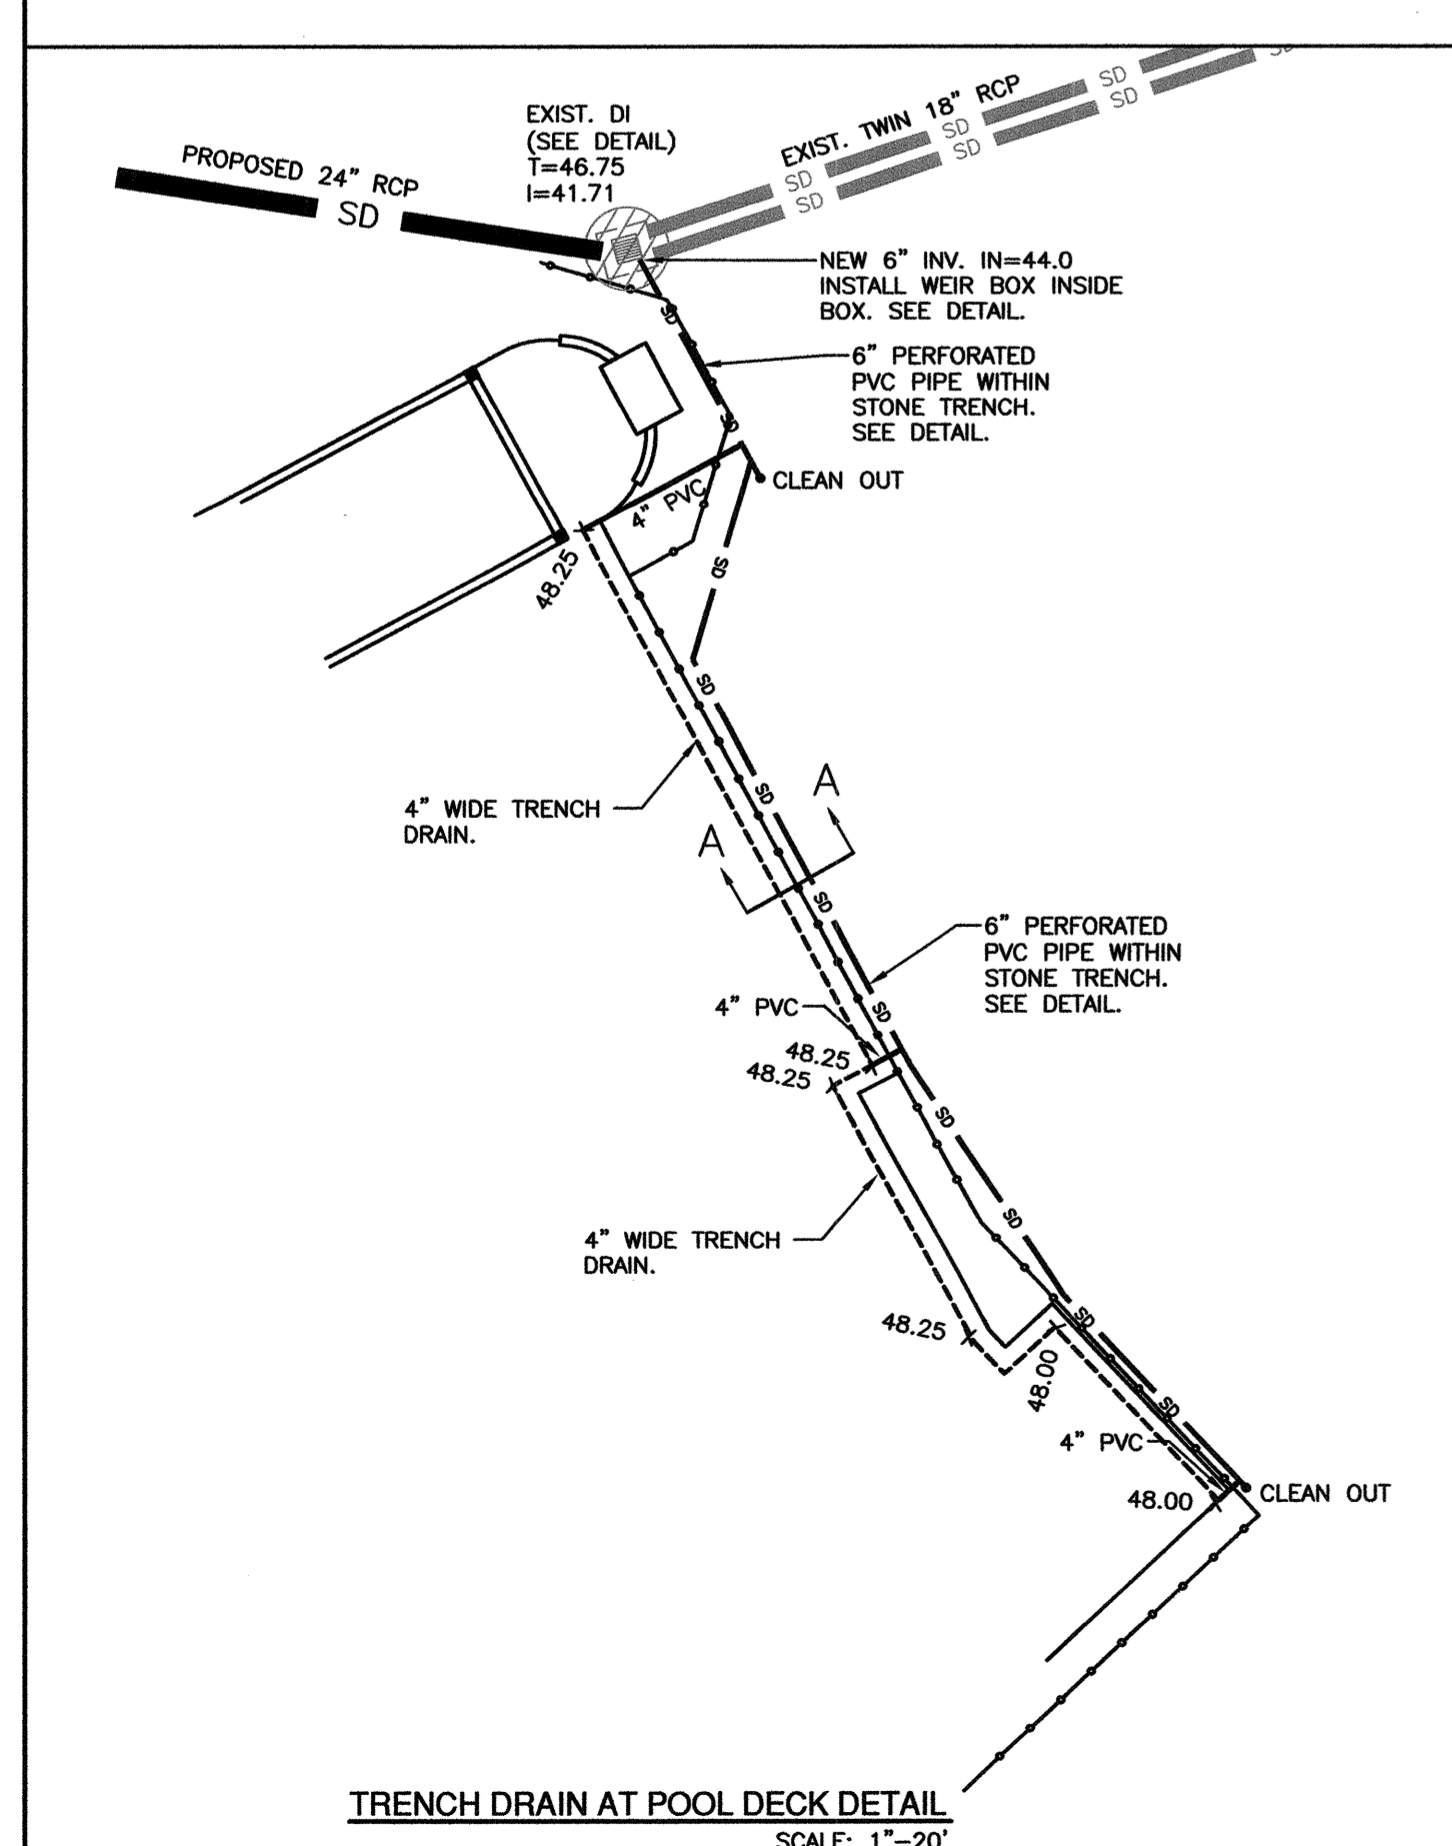 EXIST. DI
(SEE DETAIL)
T=46.75
I=41.71
PROPOSED 24" RCP
SD
EXIST. TWIN 18" RCP
SD
SD
SD
SD
SD
SD
SD
NEW 6" INV. IN=44.0
INSTALL WEIR BOX INSIDE
BOX. SEE DETAIL.
SD
6" PERFORATED
PVC PIPE WITHIN
STONE TRENCH.
SEE DETAIL.
SD
CLEAN OUT
4" PVC
48.25
SD
SD
A
SD
4" WIDE TRENCH
DRAIN.
A
SD
6" PERFORATED
PVC PIPE WITHIN
STONE TRENCH.
SEE DETAIL.
4" PVC
SD
48.25
48.25
SD
SD
4" WIDE TRENCH
DRAIN.
48.25
SD
48.00
SD
4" PVC
48.00
CLEAN OUT
TRENCH DRAIN AT POOL DECK DETAIL
SCALE: 1"=20'